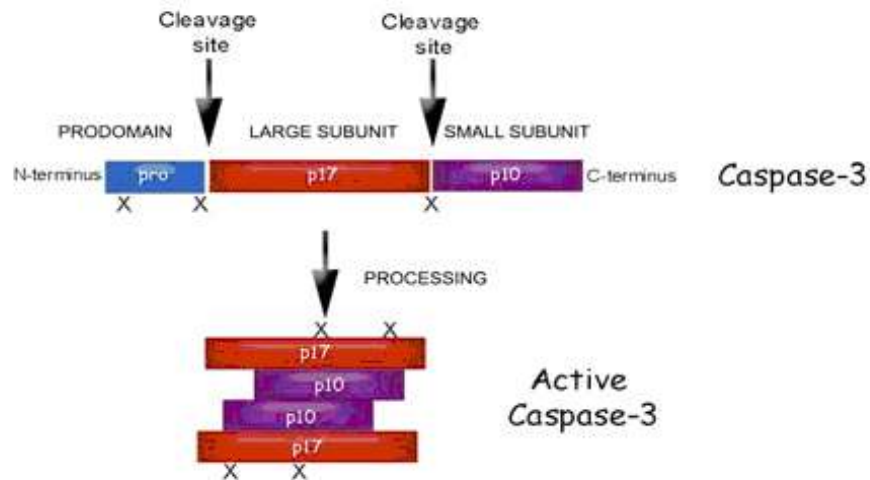 Cleavage site
Cleavage site
PRODOMAIN
LARGE SUBUNIT
SMALL SUBUNIT
N-terminus
pro
p17
p10
C-terminus
Caspase-3
X
X
X
PROCESSING
X
X
p17
p10
p10
p17
X
X
Active
Caspase-3